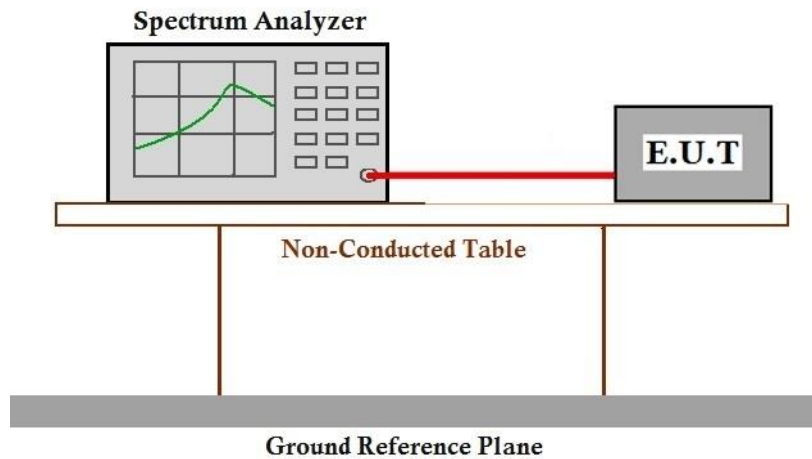 Spectrum Analyzer
E.U.T
Non-Conducted Table
Ground Reference Plane